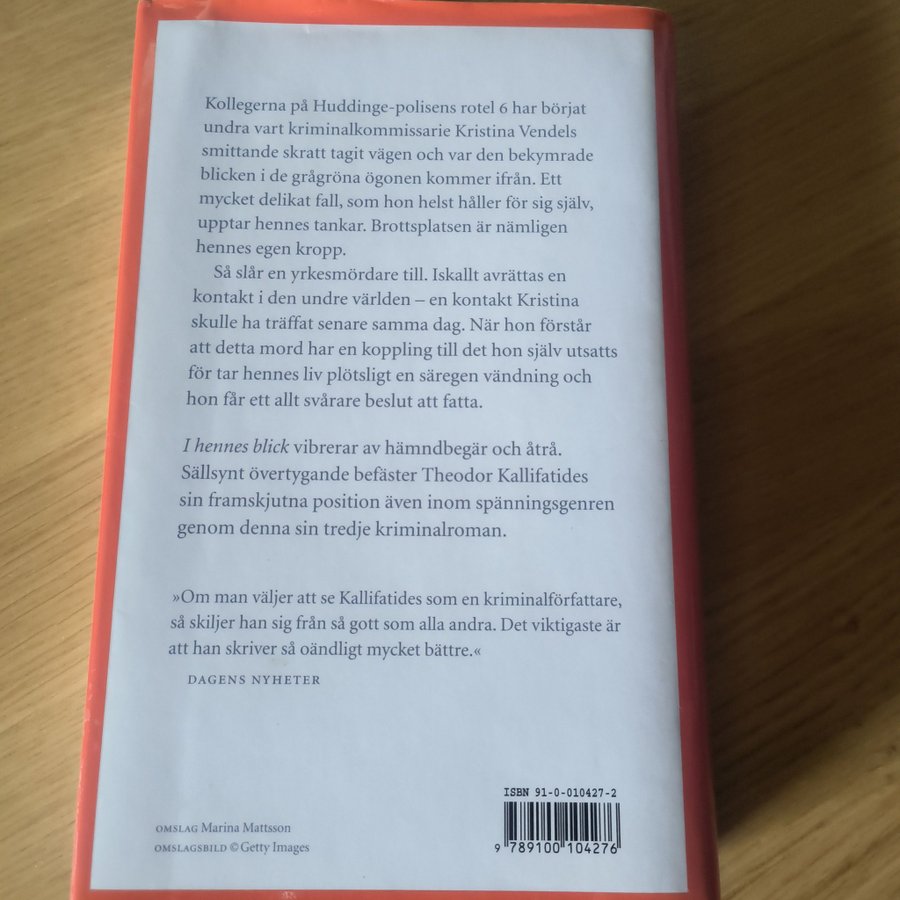 Kollegerna på Huddinge-polisens rotel 6 har börjat
undra vart kriminalkommissarie Kristina Vendels
smittande skratt tagit vägen och var den bekymrade
blicken i de grågröna ögonen kommer ifrån. Ett
mycket delikat fall, som hon helst håller för sig själv,
upptar hennes tankar. Brottsplatsen är nämligen
hennes egen kropp.
Så slår en yrkesmördare till. Iskallt avrättas en
kontakt i den undre världen – en kontakt Kristina
skulle ha träffat senare samma dag. När hon förstår
att detta mord har en koppling till det hon själv utsatts
för tar hennes liv plötsligt en säregen vändning och
hon får ett allt svårare beslut att fatta.
I hennes blick vibrerar av hämndbegär och åtrå.
Sällsynt övertygande befäster Theodor Kallifatides
sin framskjutna position även inom spänningsgenren
genom denna sin tredje kriminalroman.
»Om man väljer att se Kallifatides som en kriminalförfattare,
så skiljer han sig från så gott som alla andra. Det viktigaste är
att han skriver så oändligt mycket bättre.«
DAGENS NYHETER
ISBN 91-0-010427-2
9 789100 104276
OMSLAG Marina Mattsson
OMSLAGSBILD © Getty Images